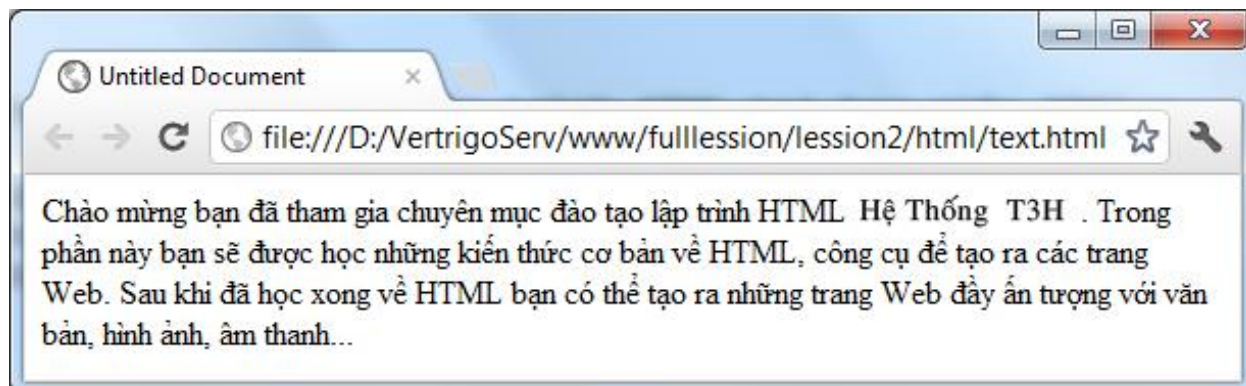 Untitled Document
file:///D:/VertrigoServ/www/fulllession/lession2/html/text.html
Chào mừng bạn đã tham gia chuyên mục đào tạo lập trình HTML Hệ Thống T3H . Trong
phần này bạn sẽ được học những kiến thức cơ bản về HTML, công cụ để tạo ra các trang
Web. Sau khi đã học xong về HTML bạn có thể tạo ra những trang Web đầy ấn tượng với văn
bản, hình ảnh, âm thanh...